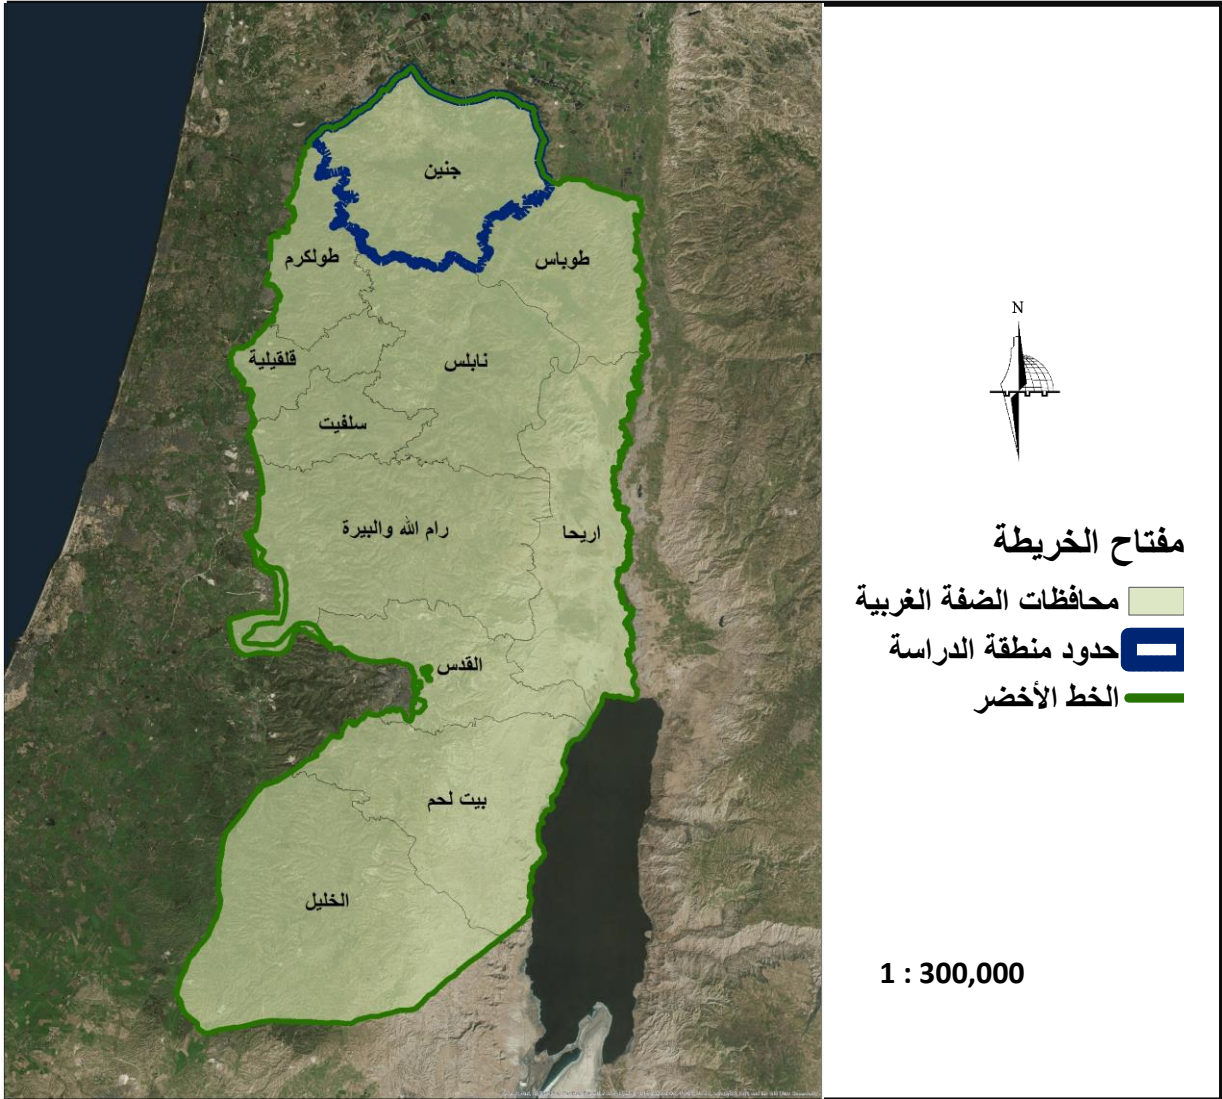 جنين
طولكرم
طوباس
قلقيلية
نابلس
سلفيت
رام الله والبيرة
اريحا
القدس
بيت لحم
الخليل
N
مفتاح الخريطة
محافظات الضفة الغربية
حدود منطقة الدراسة
الخط الأخضر
1 : 300,000